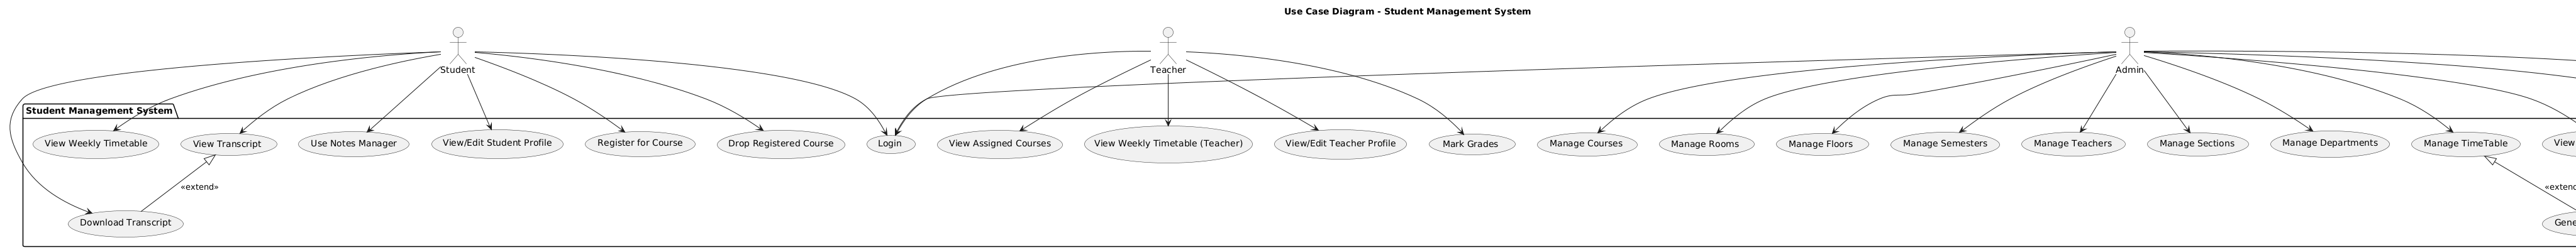 Use Case Diagram - Student Management System
Student
Teacher
Admin
Student Management System
View Weekly Timetable
View Transcript
Use Notes Manager
View/Edit Student Profile
Register for Course
Drop Registered Course
Login
View Assigned Courses
View Weekly Timetable (Teacher)
View/Edit Teacher Profile
Mark Grades
Manage Courses
Manage Rooms
Manage Floors
Manage Semesters
Manage Teachers
Manage Sections
Manage Departments
Manage TimeTable
View
«extend»
«extend
Download Transcript
Gene